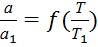 a/a₁ = f(T/T₁)